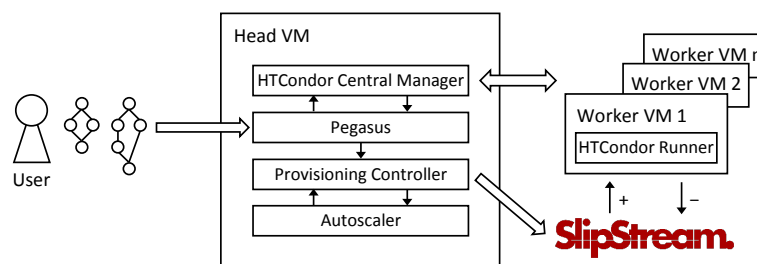 Head VM
HTCondor Central Manager
Pegasus
Provisioning Controller
Autoscaler
User
Worker VM n
Worker VM 2
Worker VM 1
HTCondor Runner
+
−
SlipStream.